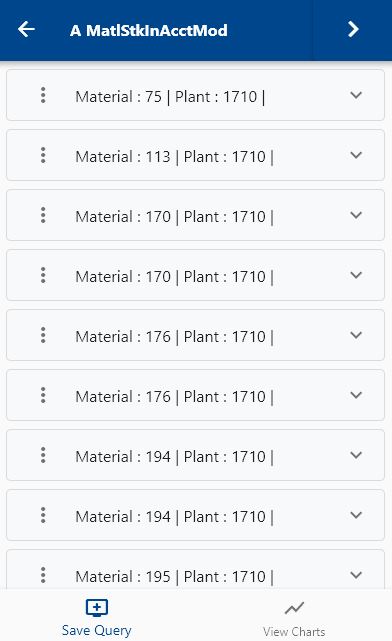 A MatlStkInAcctMod
Material : 75 | Plant : 1710 |
Material : 113 | Plant : 1710 |
Material : 170 | Plant : 1710 |
Material : 170 | Plant : 1710 |
Material : 176 | Plant : 1710 |
Material : 176 | Plant : 1710 |
Material : 194 | Plant : 1710 |
Material : 194 | Plant : 1710 |
Material : 195 | Plant : 1710 |
Save Query
View Charts